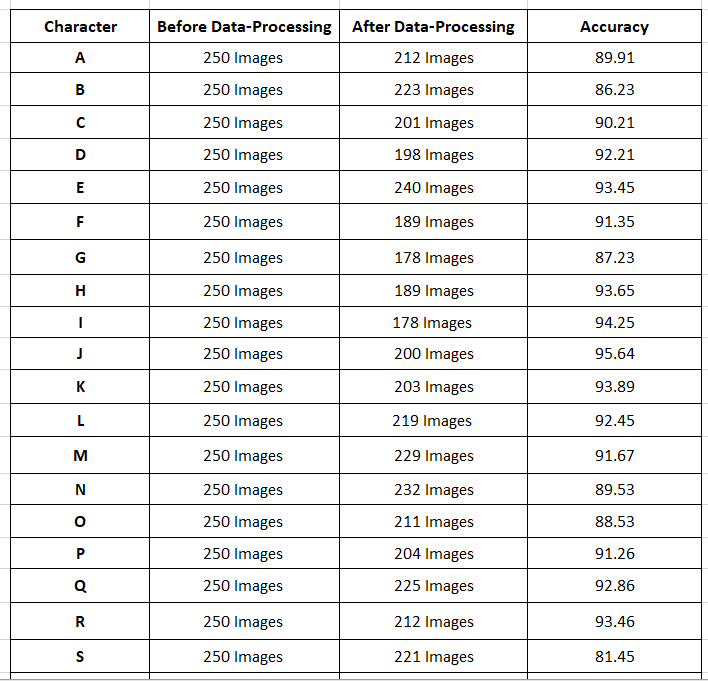 Character Before Data-Processing After Data-Processing Accuracy
A 250 Images 212 Images 89.91
B 250 Images 223 Images 86.23
C 250 Images 201 Images 90.21
D 250 Images 198 Images 92.21
E 250 Images 240 Images 93.45
F 250 Images 189 Images 91.35
G 250 Images 178 Images 87.23
H 250 Images 189 Images 93.65
I 250 Images 178 Images 94.25
J 250 Images 200 Images 95.64
K 250 Images 203 Images 93.89
L 250 Images 219 Images 92.45
M 250 Images 229 Images 91.67
N 250 Images 232 Images 89.53
O 250 Images 211 Images 88.53
P 250 Images 204 Images 91.26
Q 250 Images 225 Images 92.86
R 250 Images 212 Images 93.46
S 250 Images 221 Images 81.45